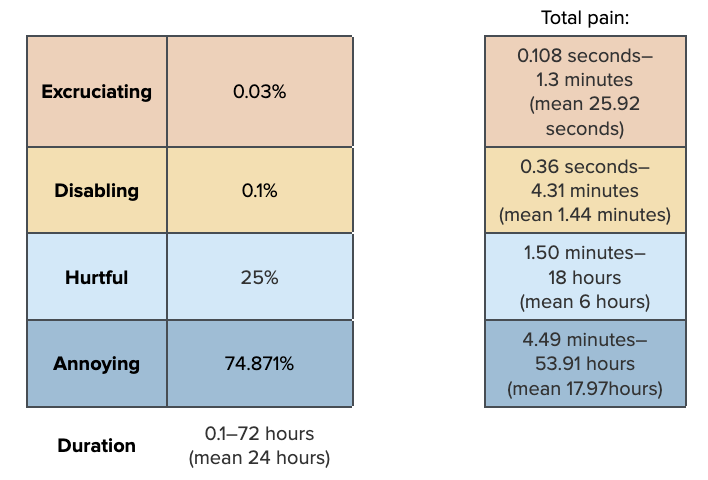 Total pain:
Excruciating
0.03%
0.108 seconds–
1.3 minutes
(mean 25.92
seconds)
Disabling
0.1%
0.36 seconds–
4.31 minutes
(mean 1.44 minutes)
Hurtful
25%
1.50 minutes–
18 hours
(mean 6 hours)
Annoying
74.871%
4.49 minutes–
53.91 hours
(mean 17.97hours)
Duration
0.1–72 hours
(mean 24 hours)